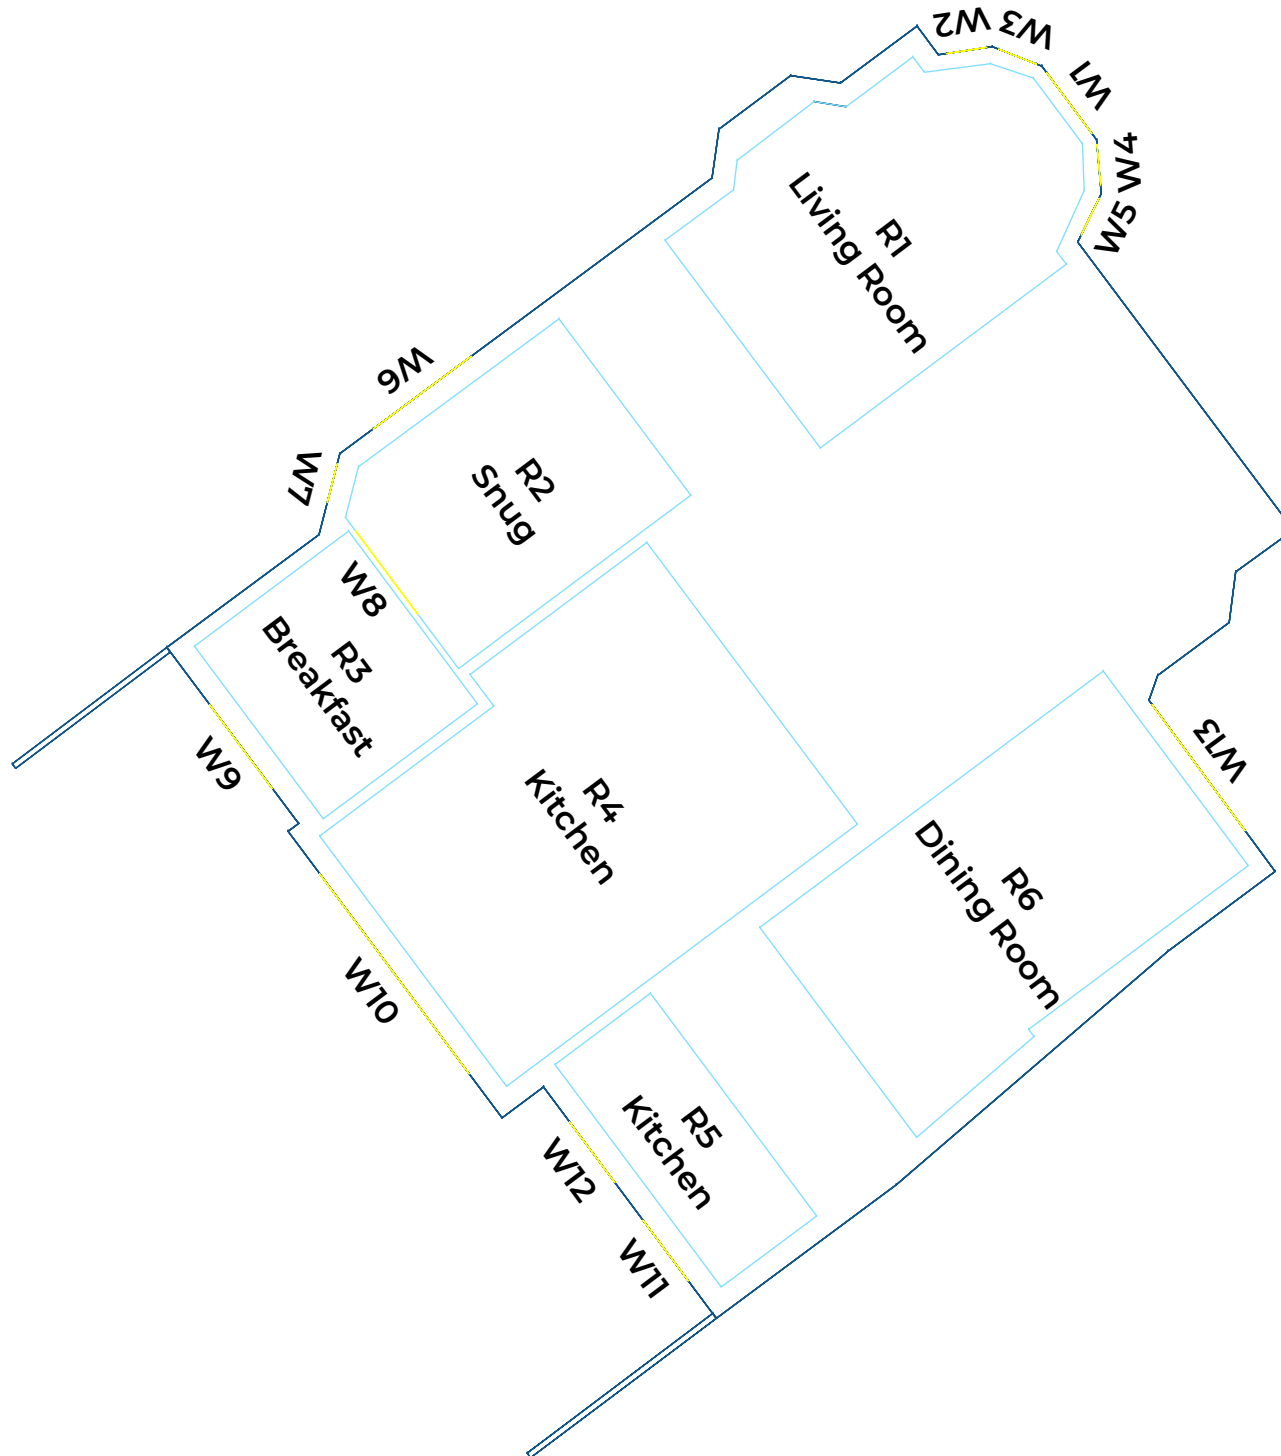 W2
W3
W1
W4
W5
R1
Living Room
W6
W7
R2
Snug
W8
R3
Breakfast
W9
R4
Kitchen
W13
R6
Dining Room
W10
R5
Kitchen
W12
W11